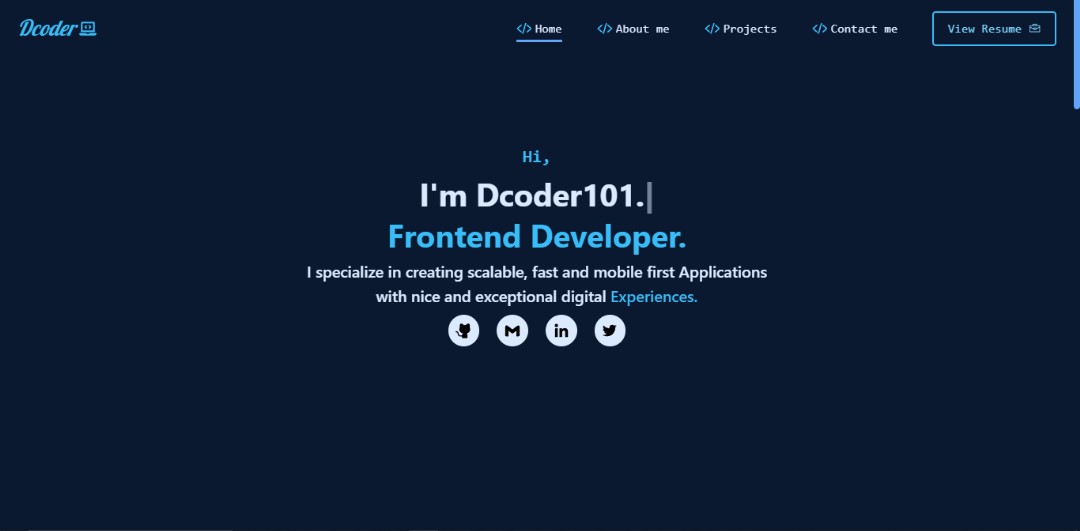 Dcoder
</> Home
</> About me
</> Projects
</> Contact me
View Resume
Hi,
I'm Dcoder101.|
Frontend Developer.
I specialize in creating scalable, fast and mobile first Applications
with nice and exceptional digital Experiences.
in